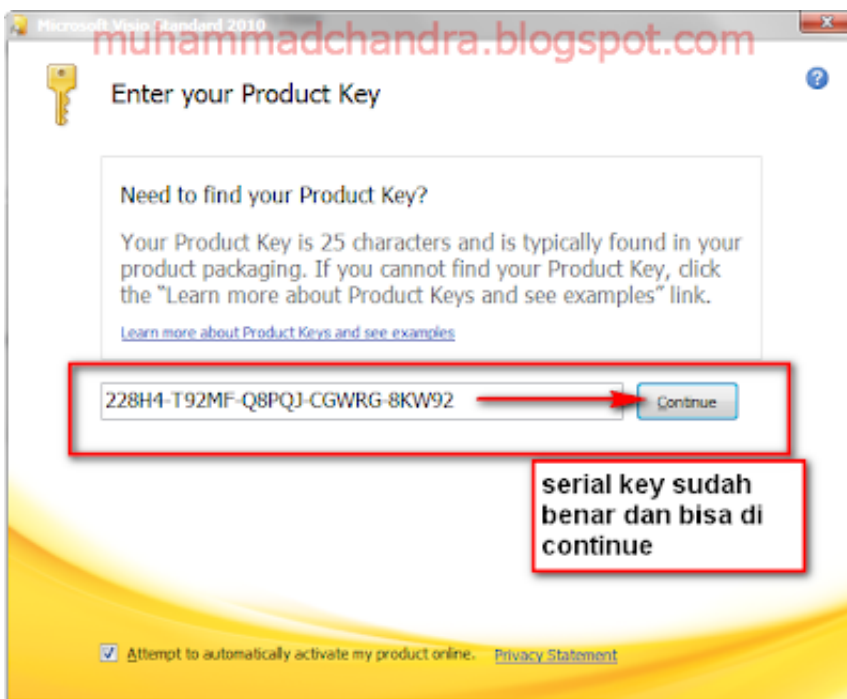 Microsoft Visio Standard 2010
muhammadchandra.blogspot.com
Enter your Product Key
Need to find your Product Key?
Your Product Key is 25 characters and is typically found in your
product packaging. If you cannot find your Product Key, click
the "Learn more about Product Keys and see examples" link.
Learn more about Product Keys and see examples
228H4-T92MF-Q8PQJ-CGWRG-8KW92
Continue
serial key sudah
benar dan bisa di
continue
Attempt to automatically activate my product online. Privacy Statement